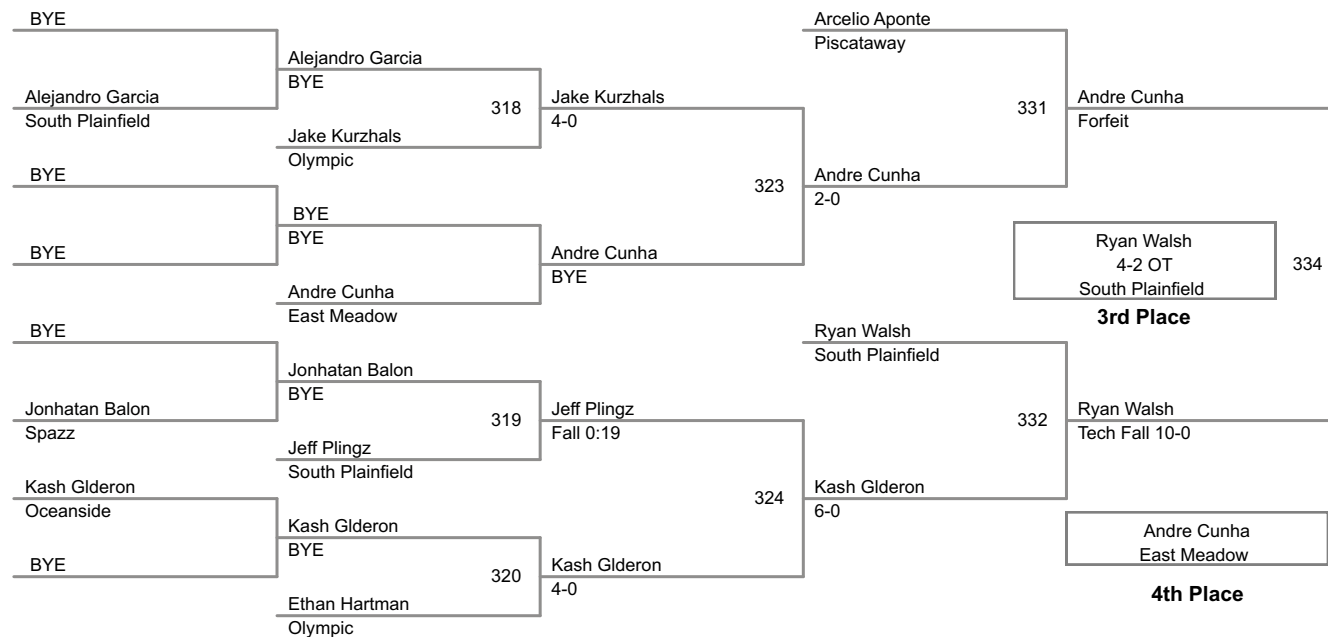 BYE
Arcelio Aponte
Piscataway
Alejandro Garcia
BYE
Alejandro Garcia
South Plainfield
318
Jake Kurzhals
4-0
331
Andre Cunha
Forfeit
Jake Kurzhals
Olympic
BYE
323
Andre Cunha
2-0
BYE
BYE
BYE
Andre Cunha
BYE
Ryan Walsh
4-2 OT
South Plainfield
334
3rd Place
Andre Cunha
East Meadow
BYE
Ryan Walsh
South Plainfield
Jonhatan Balon
BYE
Jonhatan Balon
Spazz
319
Jeff Plingz
Fall 0:19
332
Ryan Walsh
Tech Fall 10-0
Jeff Plingz
South Plainfield
Kash Glderon
Oceanside
324
Kash Glderon
6-0
Kash Glderon
BYE
Andre Cunha
East Meadow
BYE
320
Kash Glderon
4-0
4th Place
Ethan Hartman
Olympic